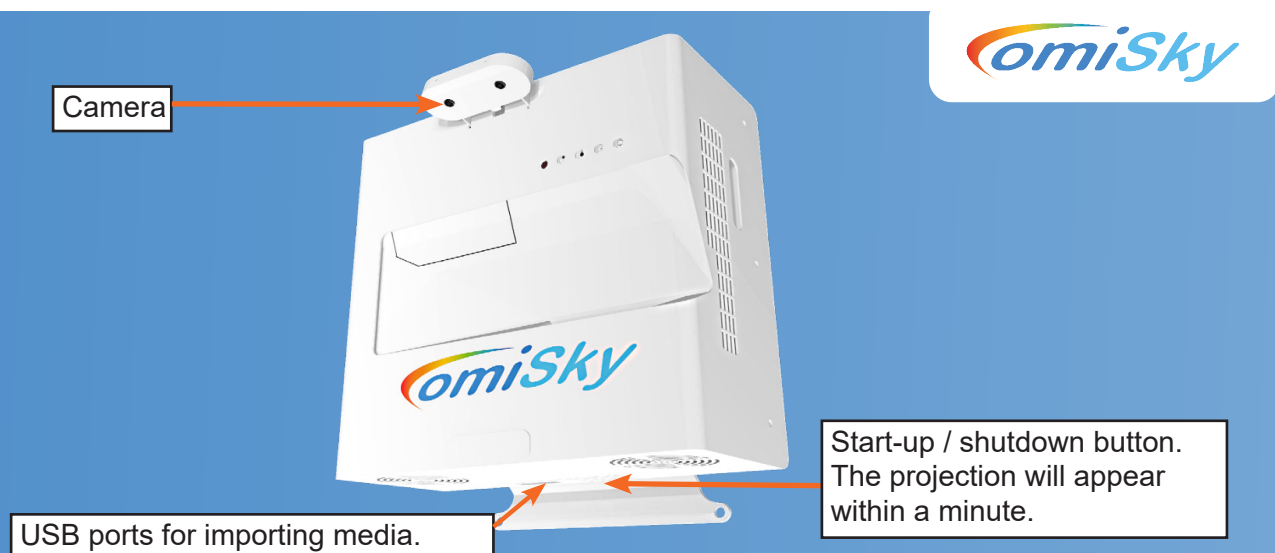 omiSky
Camera
omiSky
Start-up / shutdown button.
The projection will appear
within a minute.
USB ports for importing media.